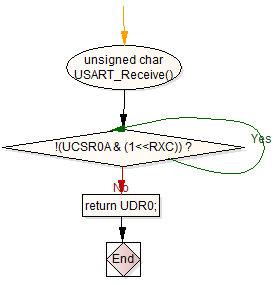 unsigned char
USART_Receive()
!(UCSR0A & (1<<RXC)) ?
Yes
No
return UDR0;
End